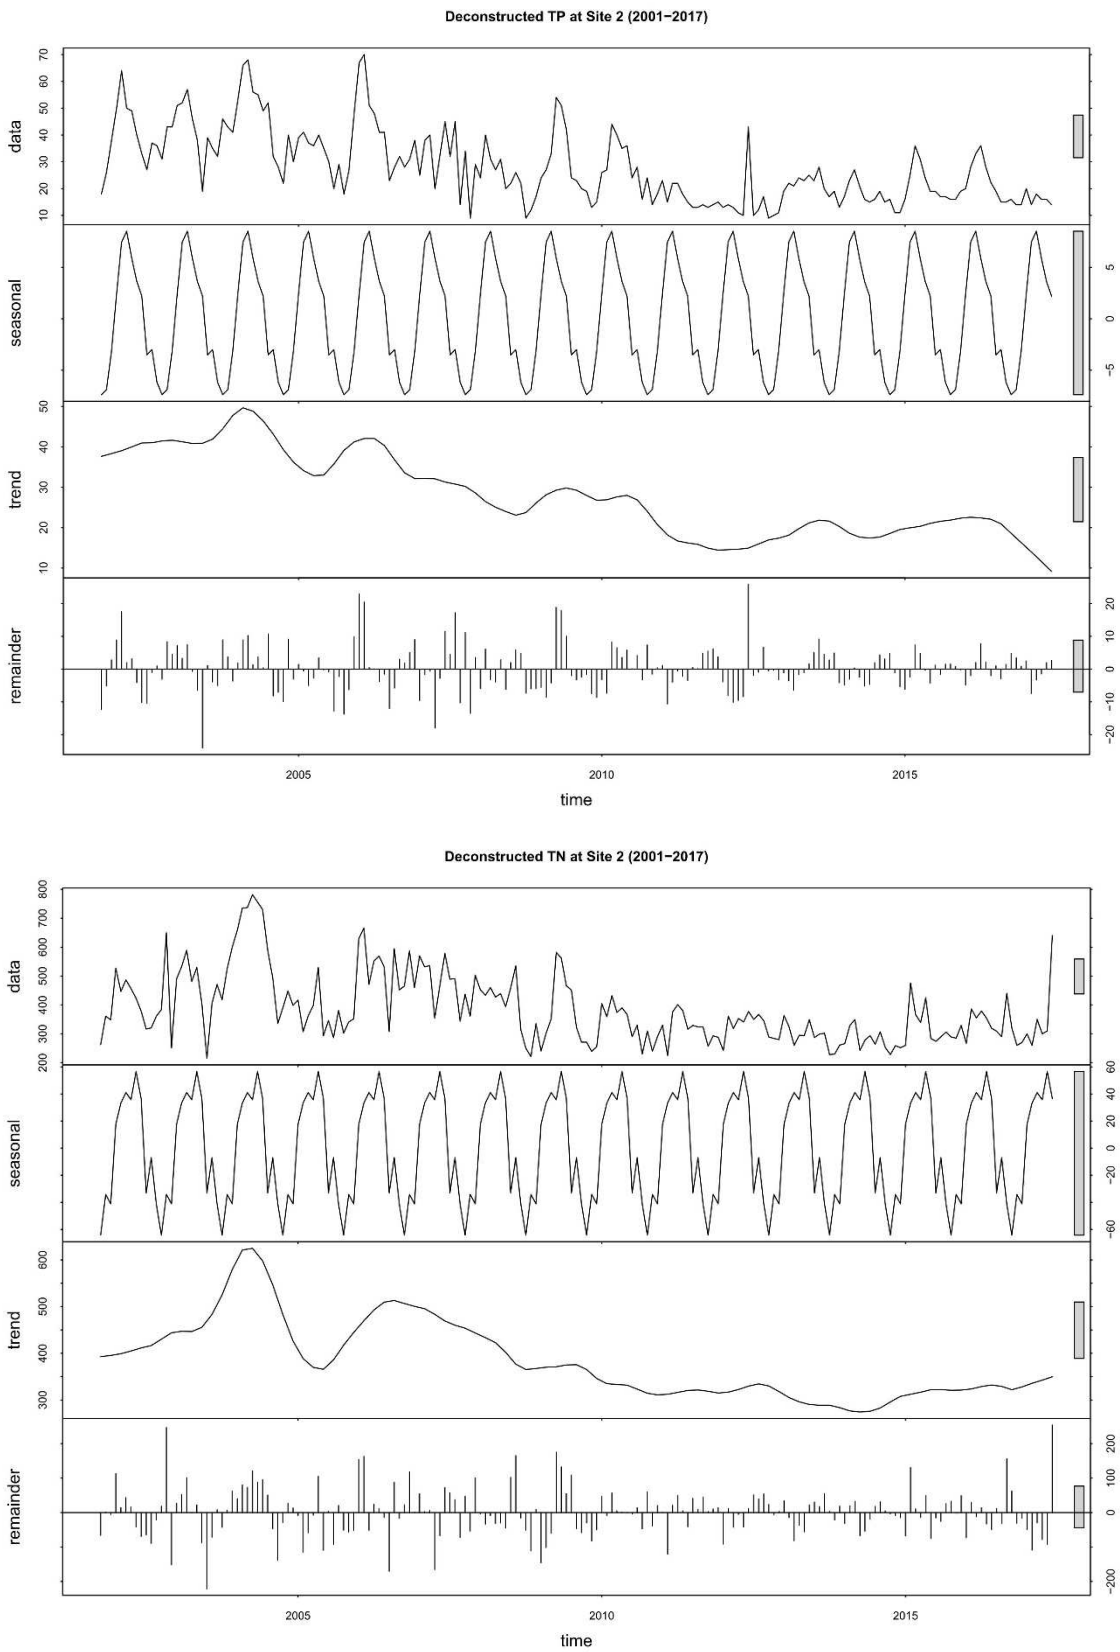 Deconstructed TP at Site 2 (2001−2017)
data
10 20 30 40 50 60 70
seasonal
−5 0 5
trend
10 20 30 40 50
remainder
−20 −10 0 10 20
2005 2010 2015
time
Deconstructed TN at Site 2 (2001−2017)
data
200 300 400 500 600 700 800
seasonal
−60 −20 0 20 40 60
trend
300 400 500 600
remainder
−200 0 100 200
2005 2010 2015
time